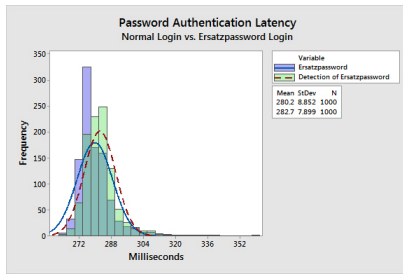 Password Authentication Latency
Normal Login vs. Ersatzpassword Login
Variable
Ersatzpassword
Detection of Ersatzpassword
Mean StDev N
280.2 8.852 1000
282.7 7.899 1000
Frequency
350
300
250
200
150
100
50
0
272 288 304 320 336 352
Milliseconds